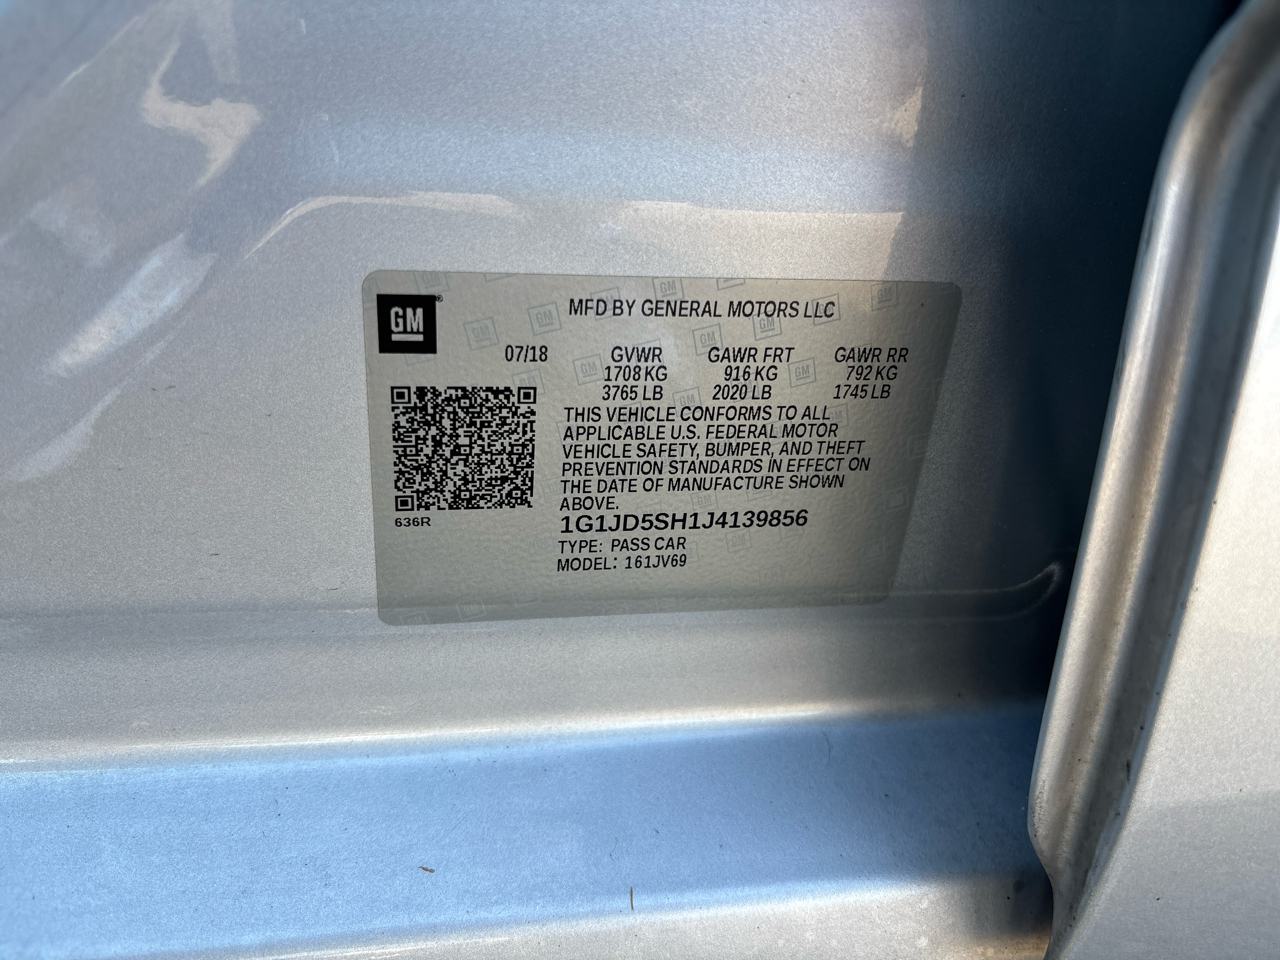 GM®
MFD BY GENERAL MOTORS LLC
07/18 GVWR GAWR FRT GAWR RR
1708 KG 916 KG 792 KG
3765 LB 2020 LB 1745 LB
THIS VEHICLE CONFORMS TO ALL
APPLICABLE U.S. FEDERAL MOTOR
VEHICLE SAFETY, BUMPER, AND THEFT
PREVENTION STANDARDS IN EFFECT ON
THE DATE OF MANUFACTURE SHOWN
ABOVE.
636R
1G1JD5SH1J4139856
TYPE: PASS CAR
MODEL: 161JV69